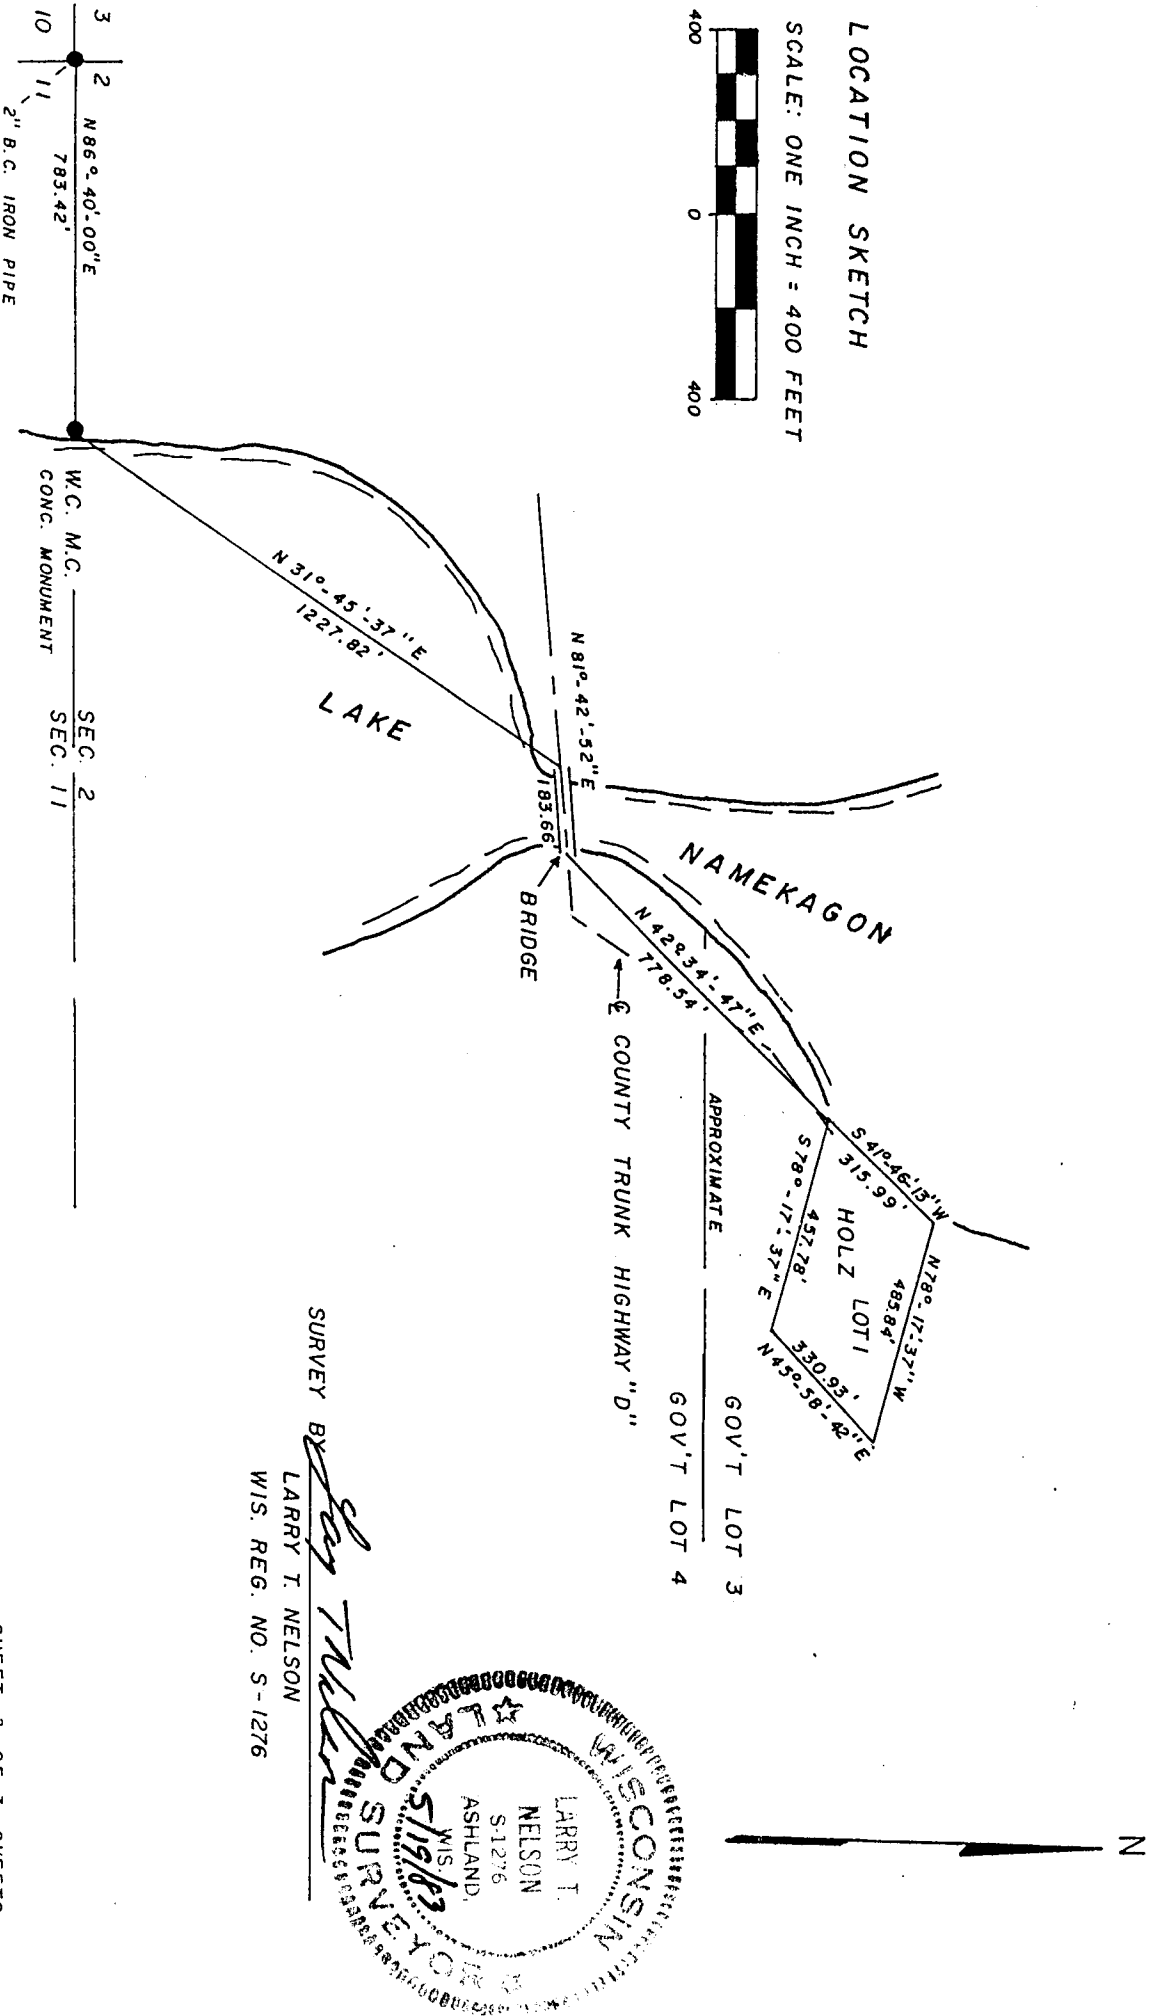 LOCATION SKETCH
SCALE: ONE INCH = 400 FEET
400 0 400
N
N 81°-42'-52" E
183.66'
BRIDGE
NAMEKAGON
LAKE
N 42°34'-47" E
778.54'
℄ COUNTY TRUNK HIGHWAY "D"
APPROXIMATE
GOV'T LOT 3
GOV'T LOT 4
S 41°-46'-13" W
315.99'
N 78°-17'-37" W
485.84'
HOLZ LOT 1
457.78'
S 78°-17'-37" E
330.93'
N 45°-58'-42" E
N 31°-45'-37" E
1227.82'
3 2
10 11
N 86°-40'-00" E
783.42'
2" B.C. IRON PIPE
W.C. M.C.
CONC. MONUMENT
SEC. 2
SEC. 11
SURVEY BY
LARRY T. NELSON
WIS. REG. NO. S-1276
WISCONSIN
LARRY T.
NELSON
S-1276
ASHLAND,
WIS.
5/19/83
LAND SURVEYOR